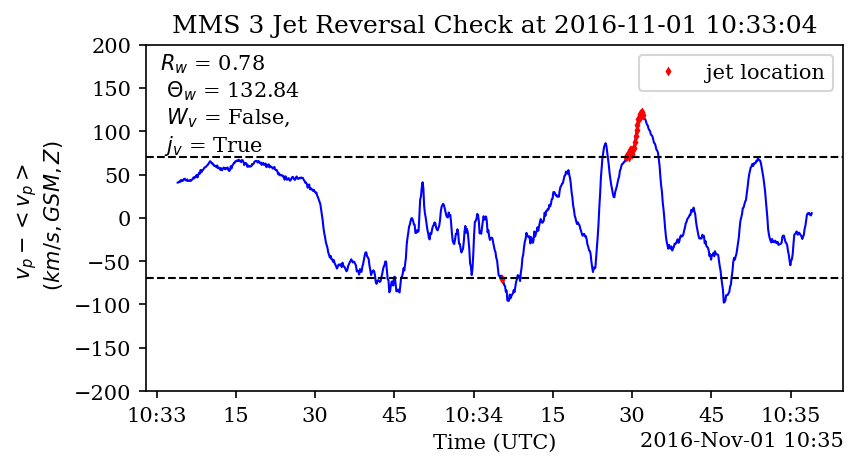 MMS 3 Jet Reversal Check at 2016-11-01 10:33:04
R_w = 0.78
Θ_w = 132.84
W_v = False,
j_v = True
jet location
200
150
100
50
0
−50
−100
−150
−200
v_p − < v_p >
(km/s, GSM, Z)
10:33 15 30 45 10:34 15 30 45 10:35
Time (UTC)
2016-Nov-01 10:35